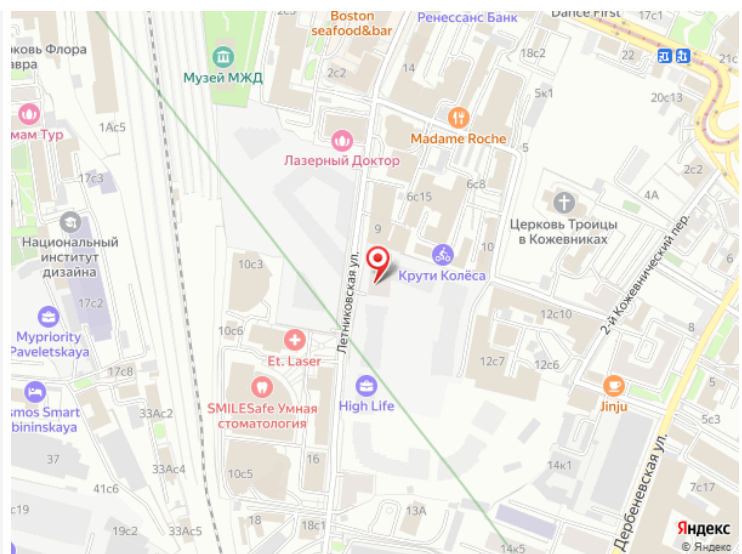 Boston
seafood&bar
Ренессанс Банк
Dance First
17с1
18с2
2с2
14
5к1
20с13
Музей МЖД
1Ас5
Madame Roche
Лазерный Доктор
5
2с2
17с3
6с15
6с8
4А
Церковь Троицы
в Кожевниках
9
10
Национальный
институт
дизайна
Крути Колёса
2-й Кожевнический пер.
10с3
Летниковская ул.
17с2
12с10
8
10с6
Mypriority
Paveletskaya
Et. Laser
12с7
12с6
17с8
SMILESafe Умная
стоматология
High Life
Jinju
33Ас2
5с3
Дербеневская ул.
33Ас4
37
10с5
16
14к1
41с6
7с17
с19
19с2
18
18с1
13А
14к5
Яндекс
© Яндекс